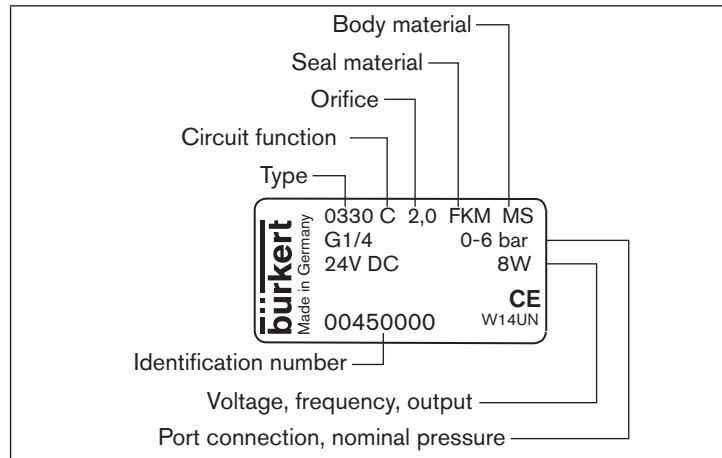 Body material
Seal material
Orifice
Circuit function
Type
burkert
Made in Germany
0330 C 2,0 FKM MS
G1/4 0-6 bar
24V DC 8W
CE
00450000 W14UN
Identification number
Voltage, frequency, output
Port connection, nominal pressure